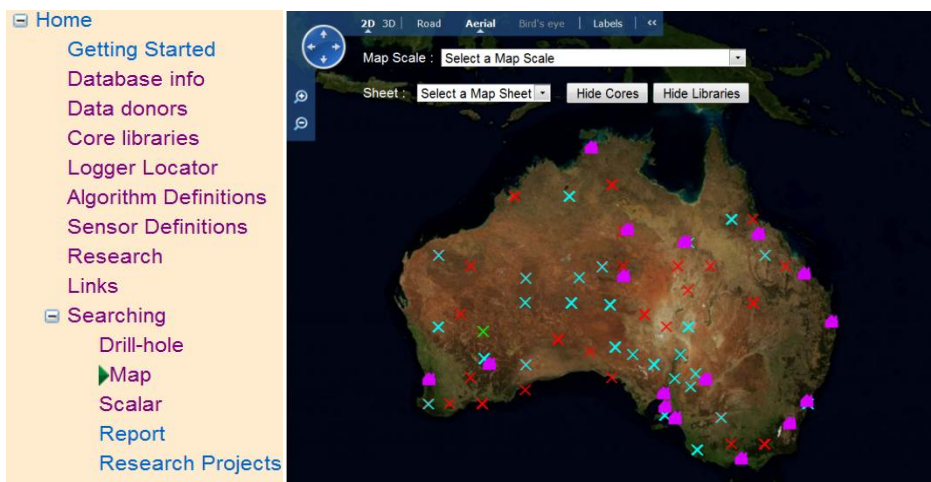 Home
Getting Started
Database info
Data donors
Core libraries
Logger Locator
Algorithm Definitions
Sensor Definitions
Research
Links
Searching
Drill-hole
Map
Scalar
Report
Research Projects
2D 3D | Road Aerial Bird's eye | Labels | <<
Map Scale : Select a Map Scale
Sheet : Select a Map Sheet Hide Cores Hide Libraries